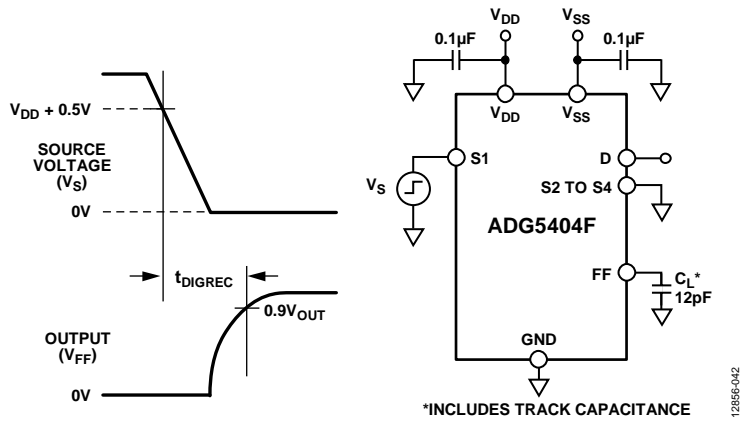 V_DD + 0.5V
SOURCE
VOLTAGE
(V_S)
0V
t_DIGREC
OUTPUT
(V_FF)
0.9V_OUT
0V
V_DD
V_SS
0.1µF
0.1µF
V_DD
V_SS
S1
D
V_S
S2 TO S4
ADG5404F
FF
C_L*
12pF
GND
*INCLUDES TRACK CAPACITANCE
12856-042